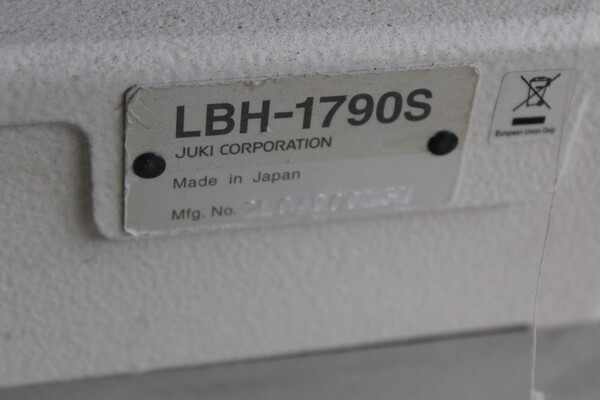 LBH-1790S
JUKI CORPORATION
Made in Japan
Mfg. No.
European Union Only